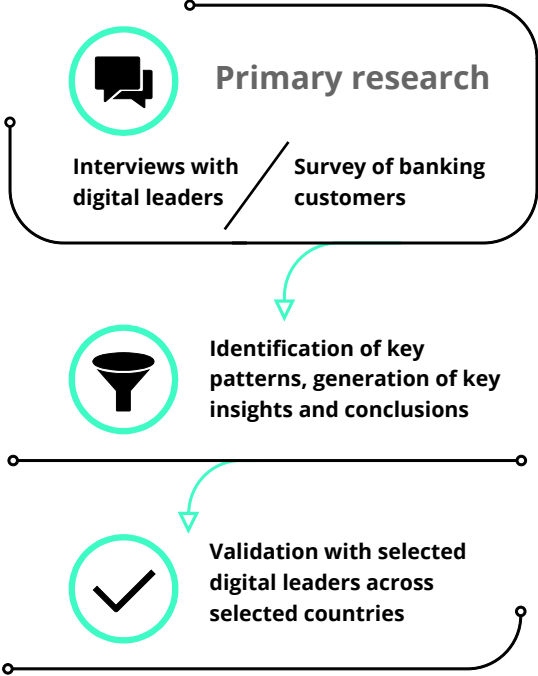 Primary research
Interviews with
digital leaders
Survey of banking
customers
Identification of key
patterns, generation of key
insights and conclusions
Validation with selected
digital leaders across
selected countries